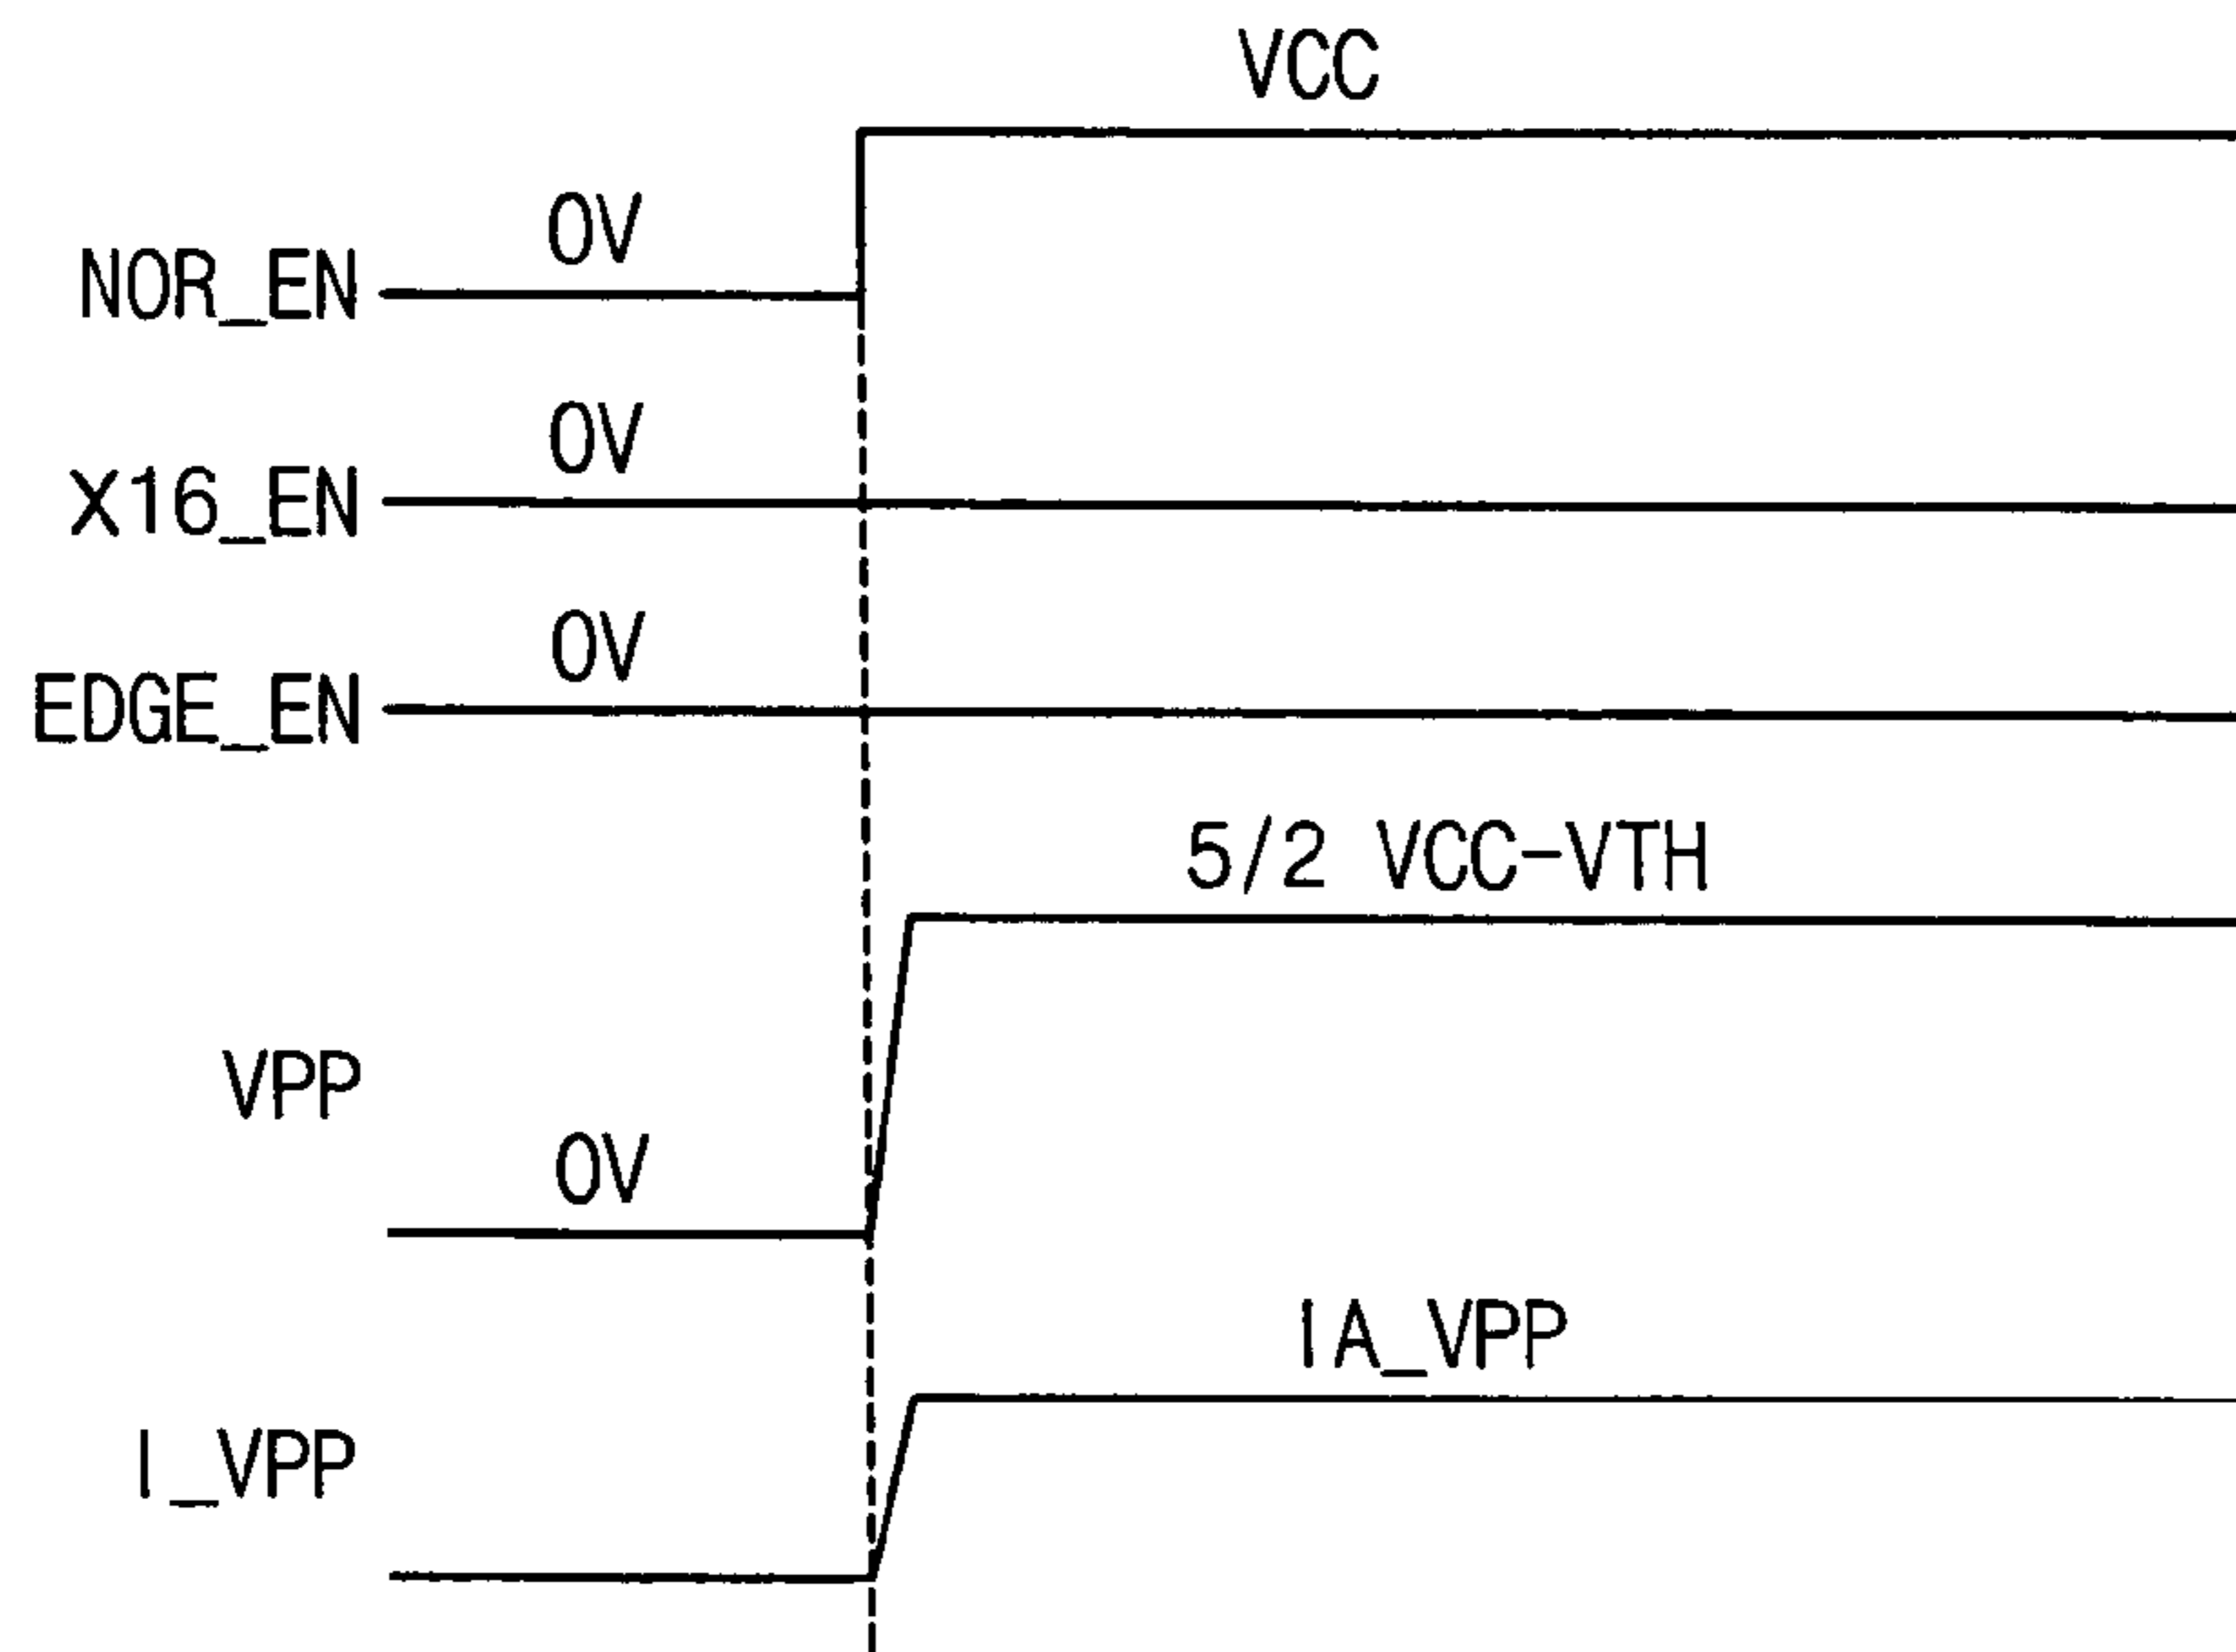 VCC
0V
NOR_EN
0V
X16_EN
0V
EDGE_EN
5/2 VCC-VTH
VPP
0V
IA_VPP
I_VPP